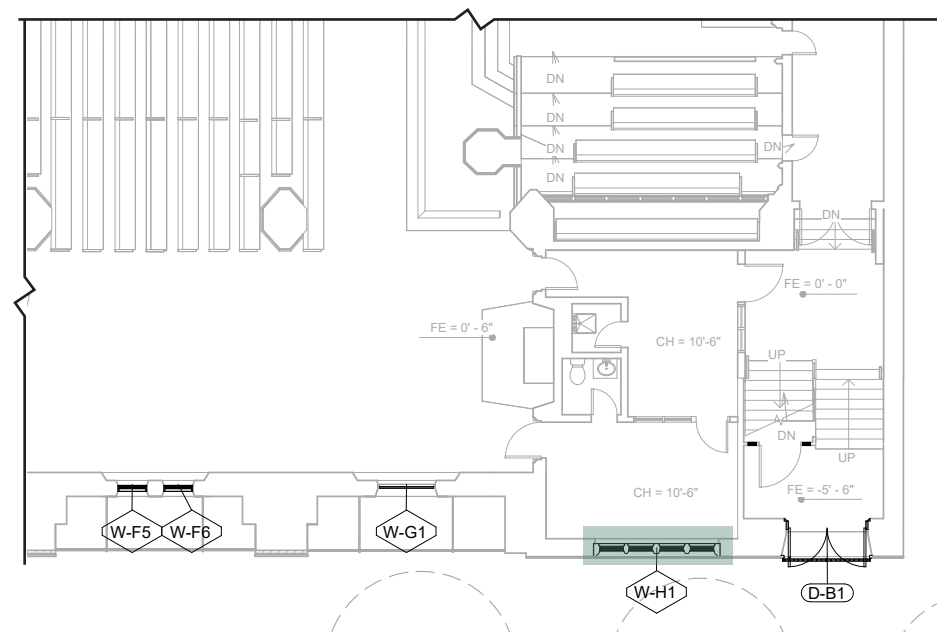 DN
DN
DN
DN
DN
DN
FE = 0' - 0"
FE = 0' - 6"
CH = 10'-6"
UP
DN
UP
CH = 10'-6"
FE = -5' - 6"
W-F5
W-F6
W-G1
W-H1
D-B1